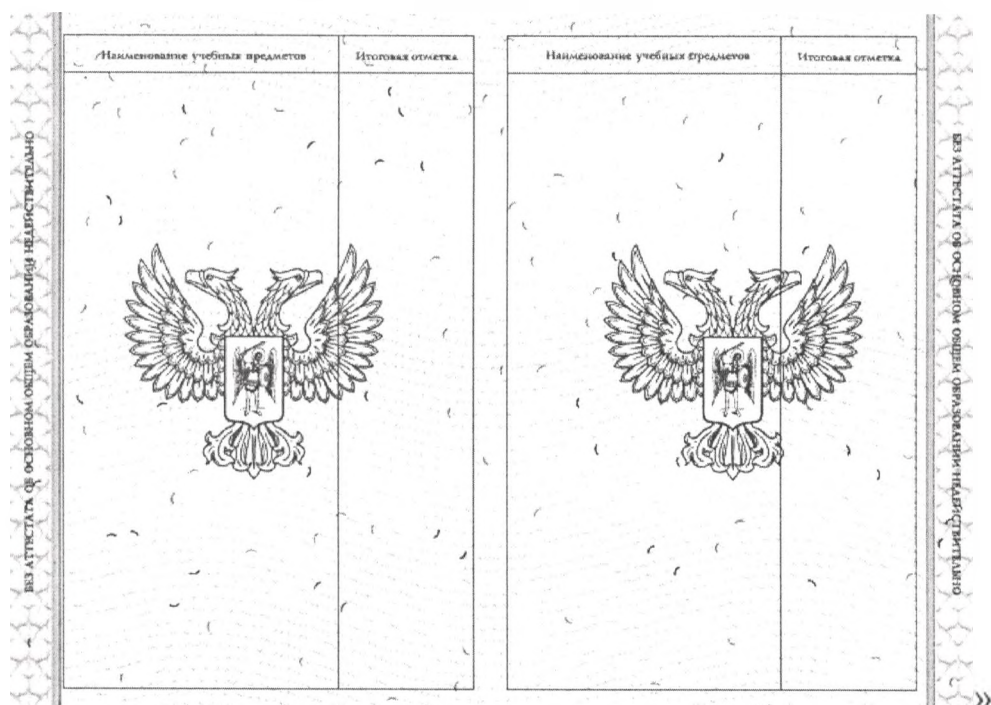 БЕЗ АТТЕСТАТА ОБ ОСНОВНОМ ОБЩЕМ ОБРАЗОВАНИИ НЕДЕЙСТВИТЕЛЬНО
Наименование учебных предметов
Итоговая отметка
Наименование учебных предметов
Итоговая отметка
БЕЗ АТТЕСТАТА ОБ ОСНОВНОМ ОБЩЕМ ОБРАЗОВАНИИ НЕДЕЙСТВИТЕЛЬНО
»